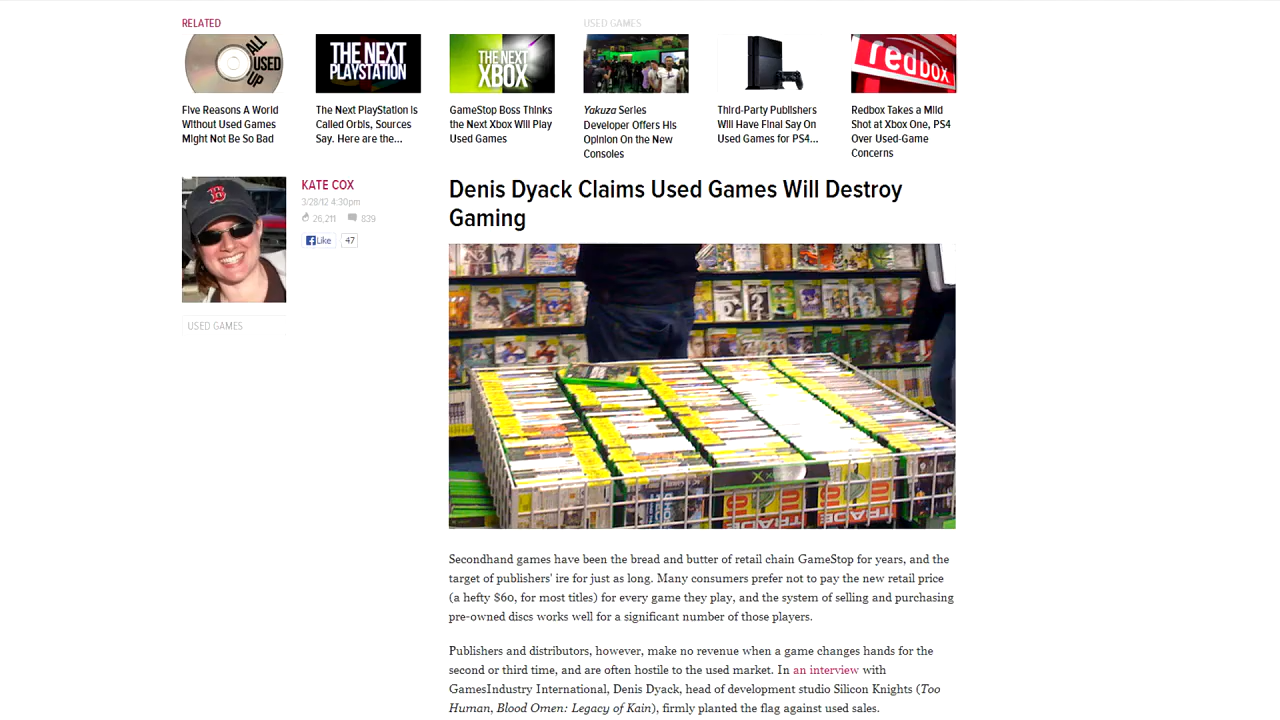 RELATED
USED GAMES
ALL
USED
UP
THE NEXT
PLAYSTATION
THE NEXT
XBOX
redbox
Five Reasons A World
Without Used Games
Might Not Be So Bad
The Next PlayStation is
Called Orbis, Sources
Say. Here are the...
GameStop Boss Thinks
the Next Xbox Will Play
Used Games
Yakuza Series
Developer Offers His
Opinion On the New
Consoles
Third-Party Publishers
Will Have Final Say On
Used Games for PS4...
Redbox Takes a Mild
Shot at Xbox One, PS4
Over Used-Game
Concerns
B
KATE COX
3/28/12 4:30pm
26,211 839
Like 47
USED GAMES
Denis Dyack Claims Used Games Will Destroy
Gaming
TRADE
TRADE
Secondhand games have been the bread and butter of retail chain GameStop for years, and the
target of publishers' ire for just as long. Many consumers prefer not to pay the new retail price
(a hefty $60, for most titles) for every game they play, and the system of selling and purchasing
pre-owned discs works well for a significant number of those players.
Publishers and distributors, however, make no revenue when a game changes hands for the
second or third time, and are often hostile to the used market. In an interview with
GamesIndustry International, Denis Dyack, head of development studio Silicon Knights (Too
Human, Blood Omen: Legacy of Kain), firmly planted the flag against used sales.